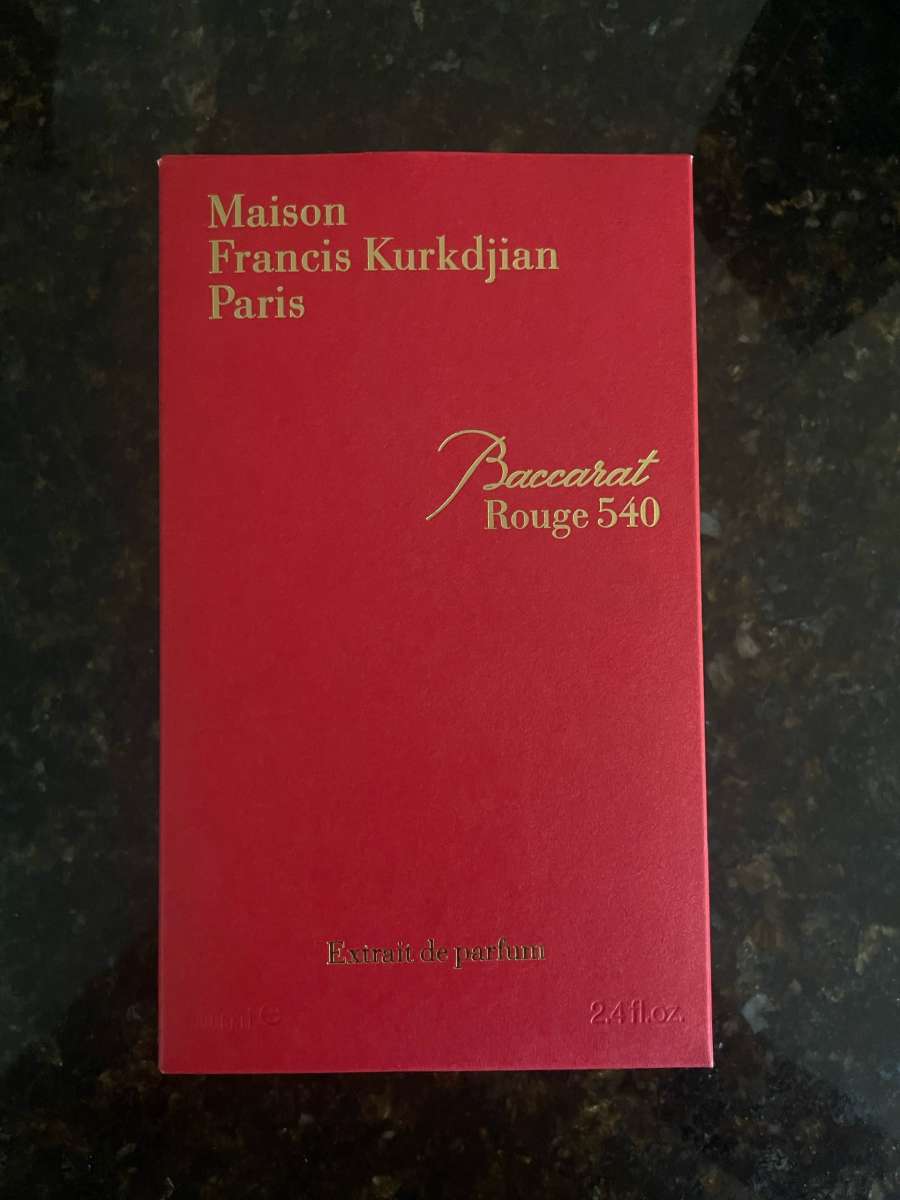 Maison
Francis Kurkdjian
Paris
Baccarat
Rouge 540
Extrait de parfum
2.4 fl.oz.